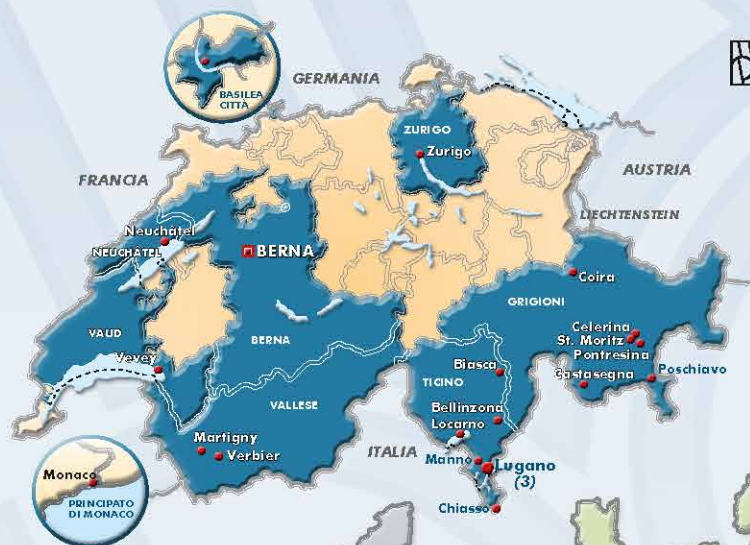 BASILEA
CITTÀ
GERMANIA
ZURIGO
Zurigo
FRANCIA
AUSTRIA
LIECHTENSTEIN
Neuchâtel
NEUCHÂTEL
BERNA
Coira
GRIGIONI
VAUD
BERNA
Celerina
St. Moritz
Pontresina
Vevey
Biasca
Poschiavo
TICINO
Castasegna
VALLESE
Bellinzona
Locarno
Martigny
Verbier
ITALIA
Manno
Lugano
(3)
Monaco
PRINCIPATO
DI MONACO
Chiasso